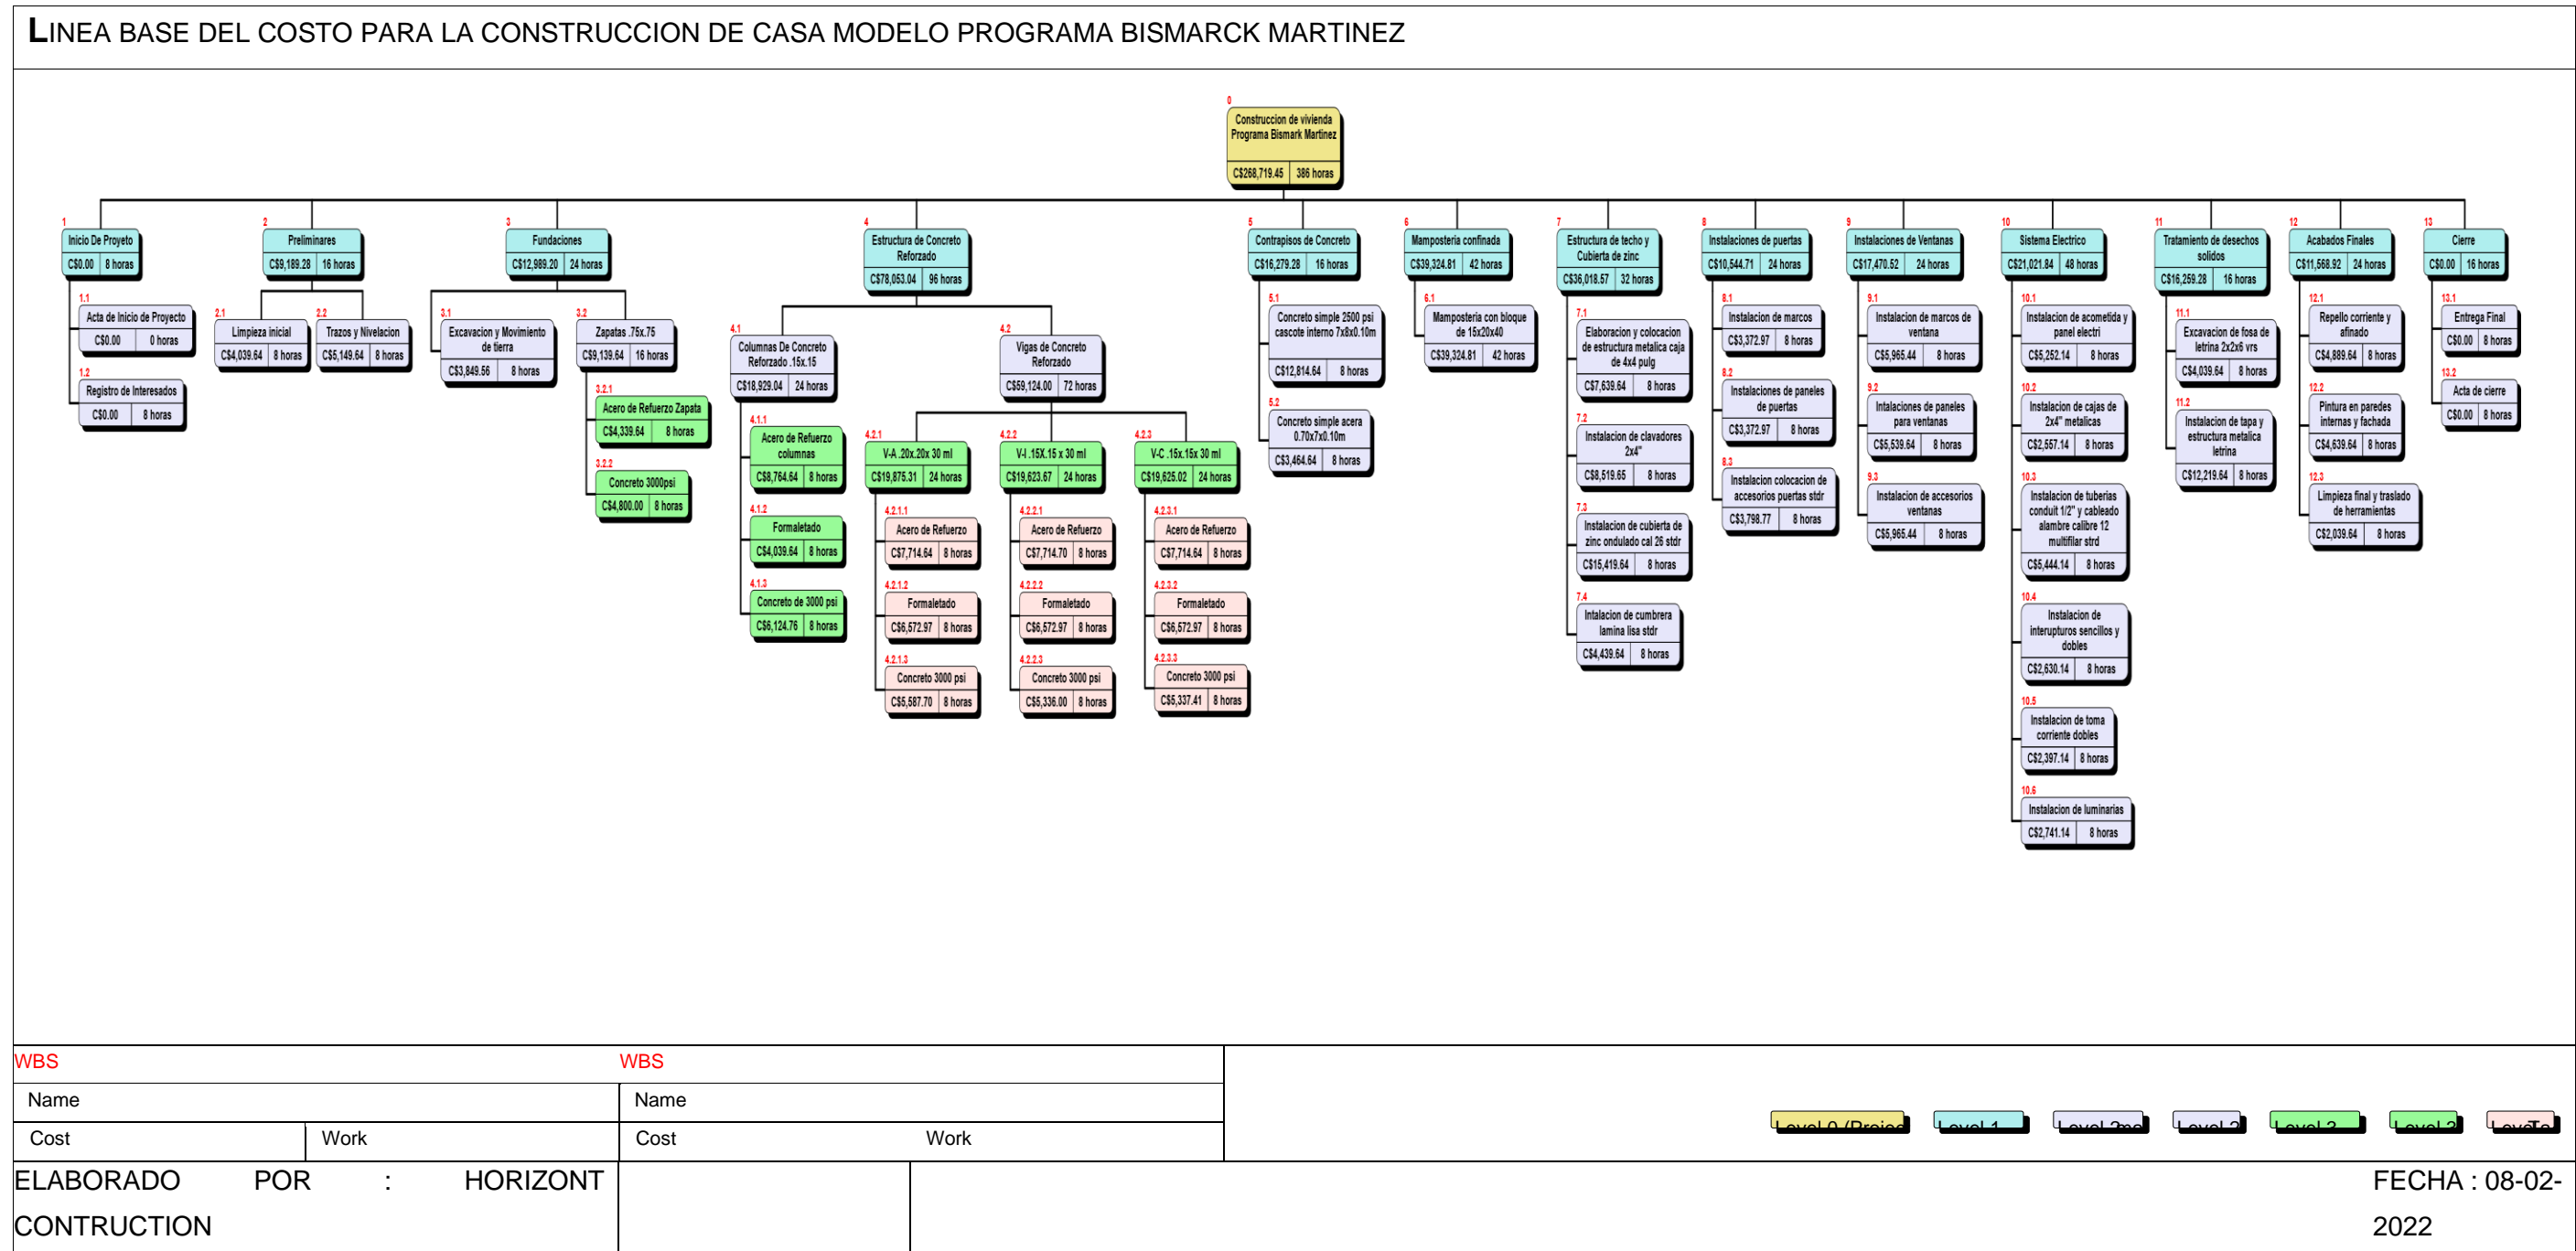 LINEA BASE DEL COSTO PARA LA CONSTRUCCION DE CASA MODELO PROGRAMA BISMARCK MARTINEZ
0
Construccion de vivienda
Programa Bismark Martinez
C$268,719.45 386 horas
1
Inicio De Proyeto
C$0.00 8 horas
1.1
Acta de Inicio de Proyecto
C$0.00 0 horas
1.2
Registro de Interesados
C$0.00 8 horas
2
Preliminares
C$9,189.28 16 horas
2.1
Limpieza inicial
C$4,039.64 8 horas
2.2
Trazos y Nivelacion
C$5,149.64 8 horas
3
Fundaciones
C$12,989.20 24 horas
3.1
Excavacion y Movimiento
de tierra
C$3,849.56 8 horas
3.2
Zapatas .75x.75
C$9,139.64 16 horas
3.2.1
Acero de Refuerzo Zapata
C$4,339.64 8 horas
3.2.2
Concreto 3000psi
C$4,800.00 8 horas
4
Estructura de Concreto
Reforzado
C$78,053.04 96 horas
4.1
Columnas De Concreto
Reforzado .15x.15
C$18,929.04 24 horas
4.1.1
Acero de Refuerzo
columnas
C$8,764.64 8 horas
4.1.2
Formaletado
C$4,039.64 8 horas
4.1.3
Concreto de 3000 psi
C$6,124.76 8 horas
4.2
Vigas de Concreto
Reforzado
C$59,124.00 72 horas
4.2.1
V-A .20x.20x 30 ml
C$19,875.31 24 horas
4.2.1.1
Acero de Refuerzo
C$7,714.64 8 horas
4.2.1.2
Formaletado
C$6,572.97 8 horas
4.2.1.3
Concreto 3000 psi
C$5,587.70 8 horas
4.2.2
V-I .15X.15 x 30 ml
C$19,623.67 24 horas
4.2.2.1
Acero de Refuerzo
C$7,714.70 8 horas
4.2.2.2
Formaletado
C$6,572.97 8 horas
4.2.2.3
Concreto 3000 psi
C$5,336.00 8 horas
4.2.3
V-C .15x.15x 30 ml
C$19,625.02 24 horas
4.2.3.1
Acero de Refuerzo
C$7,714.64 8 horas
4.2.3.2
Formaletado
C$6,572.97 8 horas
4.2.3.3
Concreto 3000 psi
C$5,337.41 8 horas
5
Contrapisos de Concreto
C$16,279.28 16 horas
5.1
Concreto simple 2500 psi
cascote interno 7x8x0.10m
C$12,814.64 8 horas
5.2
Concreto simple acera
0.70x7x0.10m
C$3,464.64 8 horas
6
Mamposteria confinada
C$39,324.81 42 horas
6.1
Mamposteria con bloque
de 15x20x40
C$39,324.81 42 horas
7
Estructura de techo y
Cubierta de zinc
C$36,018.57 32 horas
7.1
Elaboracion y colocacion
de estructura metalica caja
de 4x4 pulg
C$7,639.64 8 horas
7.2
Instalacion de clavadores
2x4"
C$8,519.65 8 horas
7.3
Instalacion de cubierta de
zinc ondulado cal 26 stdr
C$15,419.64 8 horas
7.4
Intalacion de cumbrera
lamina lisa stdr
C$4,439.64 8 horas
8
Instalaciones de puertas
C$10,544.71 24 horas
8.1
Instalacion de marcos
C$3,372.97 8 horas
8.2
Instalaciones de paneles
de puertas
C$3,372.97 8 horas
8.3
Instalacion colocacion de
accesorios puertas stdr
C$3,798.77 8 horas
9
Instalaciones de Ventanas
C$17,470.52 24 horas
9.1
Instalacion de marcos de
ventana
C$5,965.44 8 horas
9.2
Intalaciones de paneles
para ventanas
C$5,539.64 8 horas
9.3
Instalacion de accesorios
ventanas
C$5,965.44 8 horas
10
Sistema Electrico
C$21,021.84 48 horas
10.1
Instalacion de acometida y
panel electri
C$5,252.14 8 horas
10.2
Instalacion de cajas de
2x4" metalicas
C$2,557.14 8 horas
10.3
Instalacion de tuberias
conduit 1/2" y cableado
alambre calibre 12
multifilar strd
C$5,444.14 8 horas
10.4
Instalacion de
interupturos sencillos y
dobles
C$2,630.14 8 horas
10.5
Instalacion de toma
corriente dobles
C$2,397.14 8 horas
10.6
Instalacion de luminarias
C$2,741.14 8 horas
11
Tratamiento de desechos
solidos
C$16,259.28 16 horas
11.1
Excavacion de fosa de
letrina 2x2x6 vrs
C$4,039.64 8 horas
11.2
Instalacion de tapa y
estructura metalica
letrina
C$12,219.64 8 horas
12
Acabados Finales
C$11,568.92 24 horas
12.1
Repello corriente y
afinado
C$4,889.64 8 horas
12.2
Pintura en paredes
internas y fachada
C$4,639.64 8 horas
12.3
Limpieza final y traslado
de herramientas
C$2,039.64 8 horas
13
Cierre
C$0.00 16 horas
13.1
Entrega Final
C$0.00 8 horas
13.2
Acta de cierre
C$0.00 8 horas
WBS WBS
Name Name
Cost Work Cost Work
Level 0 (Projec Level 1 Level 2 Level 2 Level 3 Level 3
ELABORADO POR : HORIZONT
CONTRUCTION
FECHA : 08-02-
2022